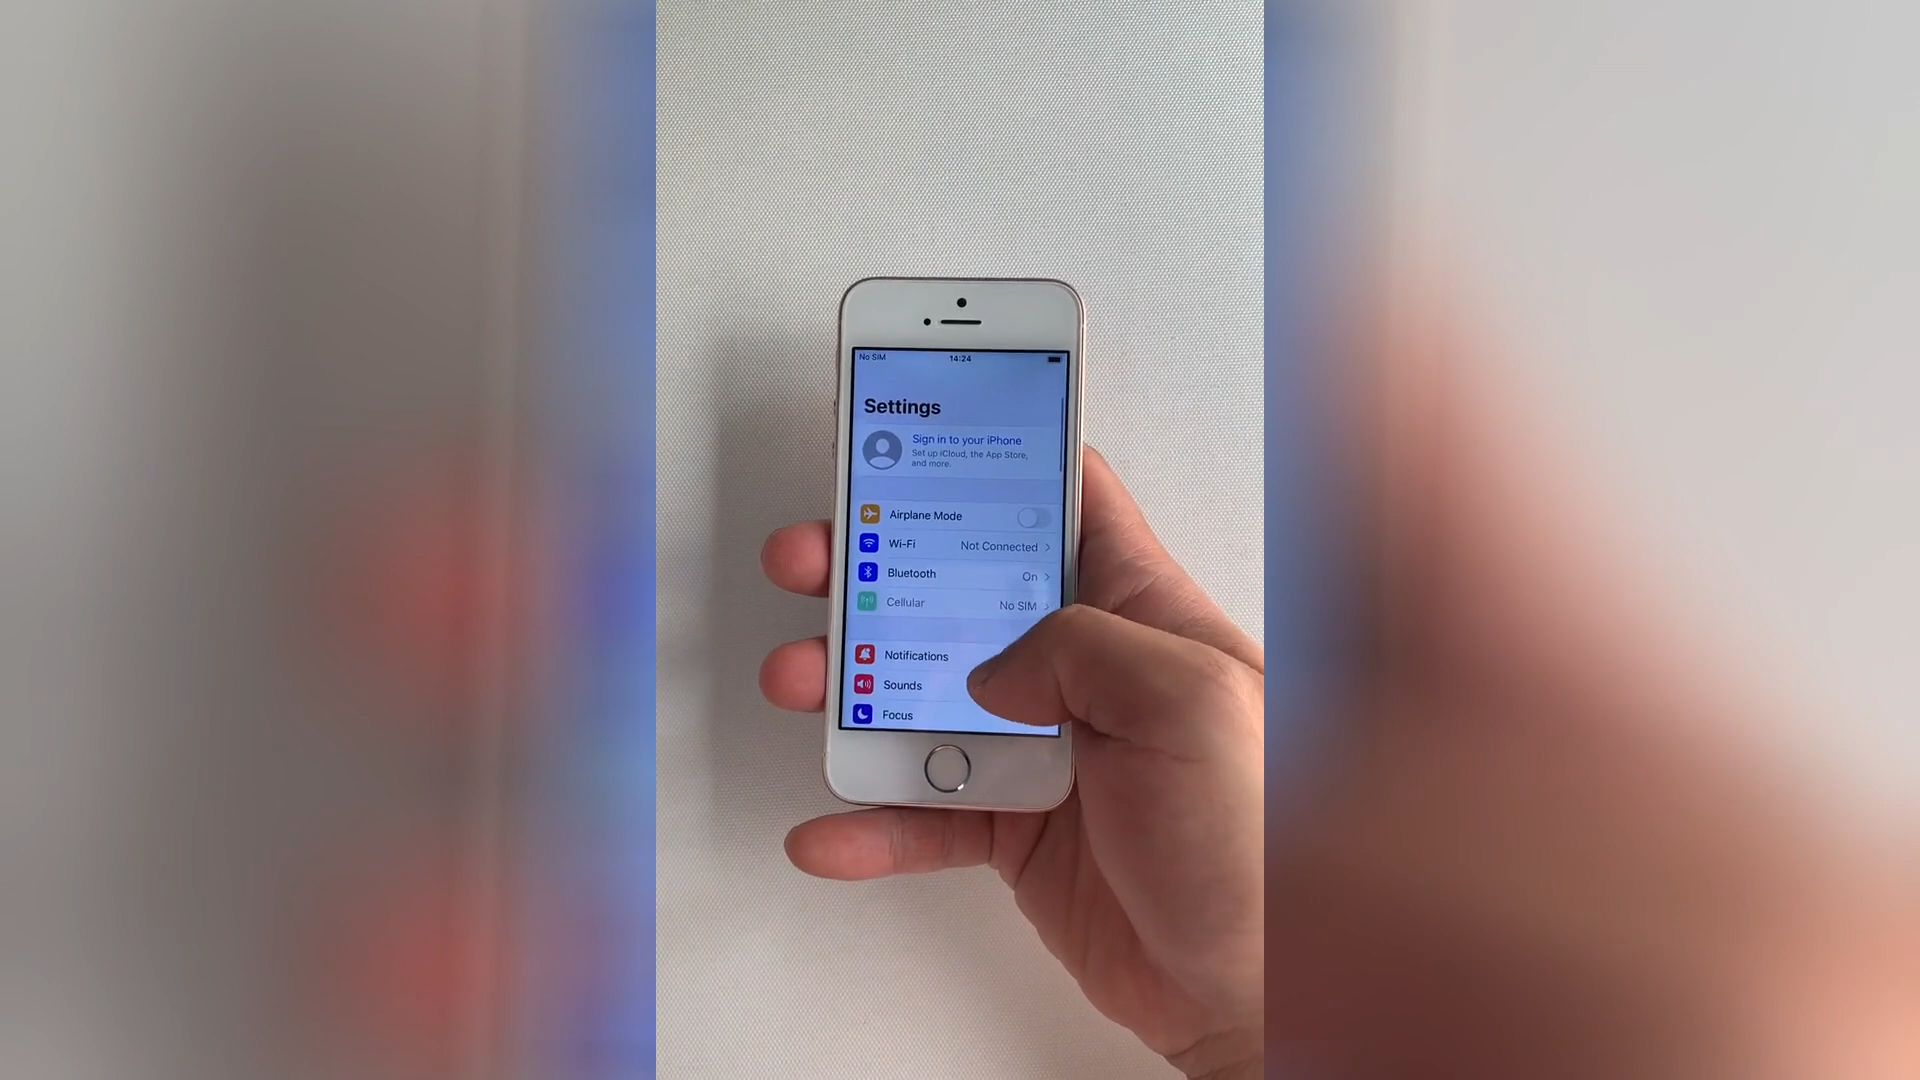 No SIM 14:24
Settings
Sign in to your iPhone
Set up iCloud, the App Store,
and more.
Airplane Mode
Wi-Fi Not Connected
Bluetooth On
Cellular No SIM
Notifications
Sounds
Focus